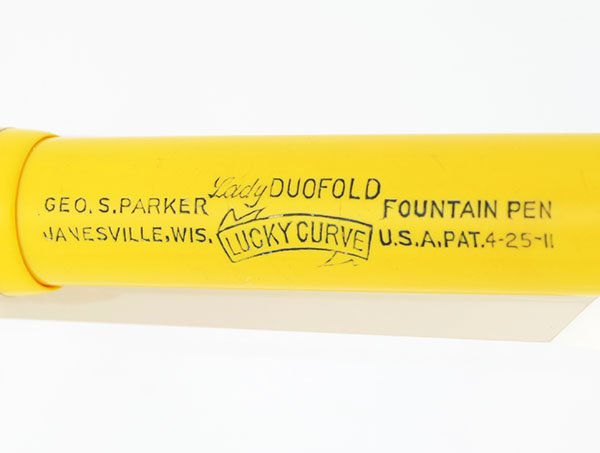 Lady DUOFOLD
GEO. S. PARKER FOUNTAIN PEN
JANESVILLE, WIS. LUCKY CURVE U.S.A. PAT. 4-25-11